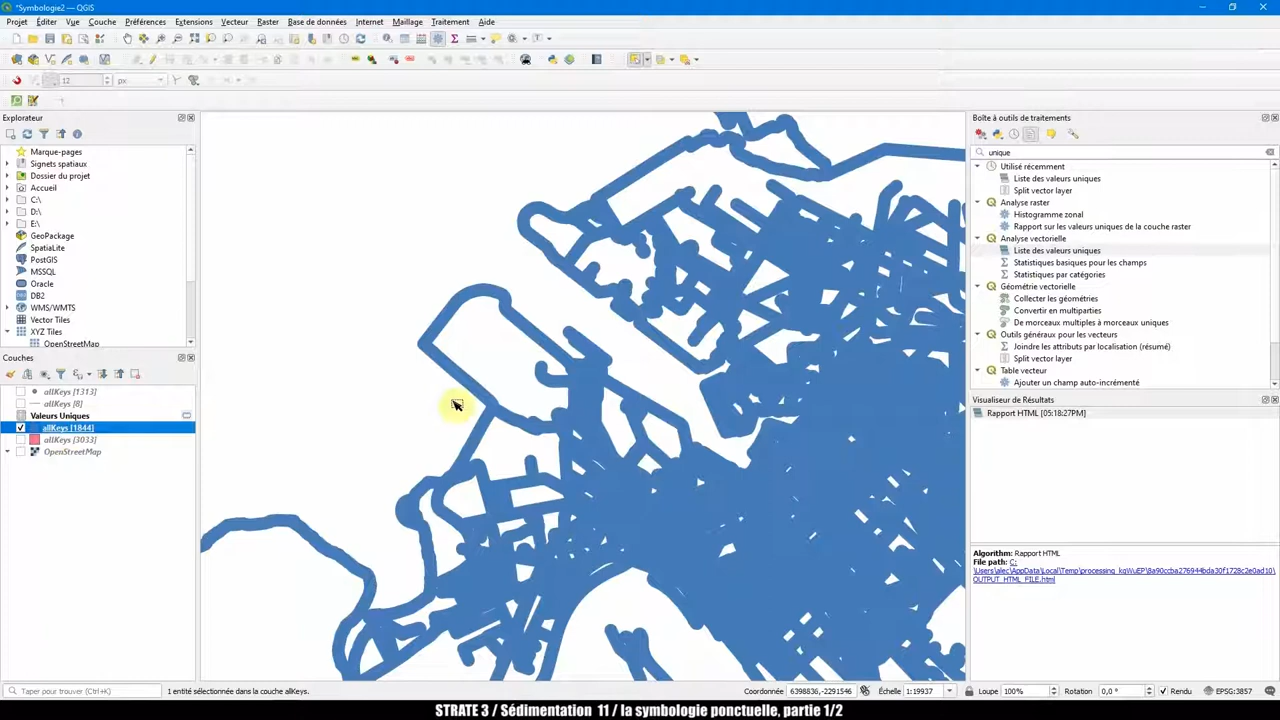 *Symbologie2 — QGIS
Projet Éditer Vue Couche Préférences Extensions Vecteur Raster Base de données Internet Maillage Traitement Aide
12 px
Explorateur
Marque-pages
Signets spatiaux
Dossier du projet
Accueil
C:\
D:\
E:\
GeoPackage
SpatiaLite
PostGIS
MSSQL
Oracle
DB2
WMS/WMTS
Vector Tiles
XYZ Tiles
OpenStreetMap
Couches
allKeys [1313]
allKeys [8]
Valeurs Uniques
allKeys [1844]
allKeys [3033]
OpenStreetMap
Boîte à outils de traitements
unique
Utilisé récemment
Liste des valeurs uniques
Split vector layer
Analyse raster
Histogramme zonal
Rapport sur les valeurs uniques de la couche raster
Analyse vectorielle
Liste des valeurs uniques
Statistiques basiques pour les champs
Statistiques par catégories
Géométrie vectorielle
Collecter les géométries
Convertir en multiparties
De morceaux multiples à morceaux uniques
Outils généraux pour les vecteurs
Joindre les attributs par localisation (résumé)
Split vector layer
Table vecteur
Ajouter un champ auto-incrémenté
Visualiseur de Résultats
Rapport HTML [05:18:27PM]
Algorithm: Rapport HTML
File path: C:
OUTPUT_HTML_FILE.html
Taper pour trouver (Ctrl+K) 1 entité sélectionnée dans la couche allKeys. Coordonnée 6398836,-2291546 Échelle 1:19937 Loupe 100% Rotation 0,0 ° Rendu EPSG:3857
STRATE 3 / Sédimentation 11 / la symbologie ponctuelle, partie 1/2